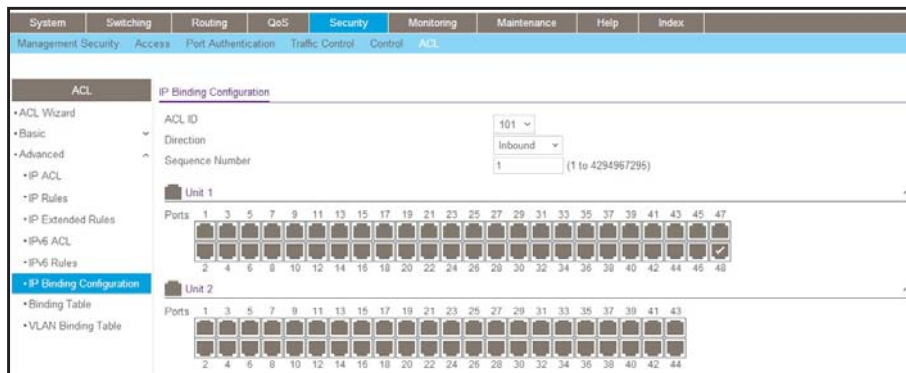 System Switching Routing QoS Security Monitoring Maintenance Help Index
Management Security Access Port Authentication Traffic Control Control ACL
ACL
•ACL Wizard
•Basic
•Advanced
•IP ACL
•IP Rules
•IP Extended Rules
•IPv6 ACL
•IPv6 Rules
•IP Binding Configuration
•Binding Table
•VLAN Binding Table
IP Binding Configuration
ACL ID 101
Direction Inbound
Sequence Number 1 (1 to 4294967295)
Unit 1
Ports 1 3 5 7 9 11 13 15 17 19 21 23 25 27 29 31 33 35 37 39 41 43 45 47
2 4 6 8 10 12 14 16 18 20 22 24 26 28 30 32 34 36 38 40 42 44 46 48
Unit 2
Ports 1 3 5 7 9 11 13 15 17 19 21 23 25 27 29 31 33 35 37 39 41 43
2 4 6 8 10 12 14 16 18 20 22 24 26 28 30 32 34 36 38 40 42 44